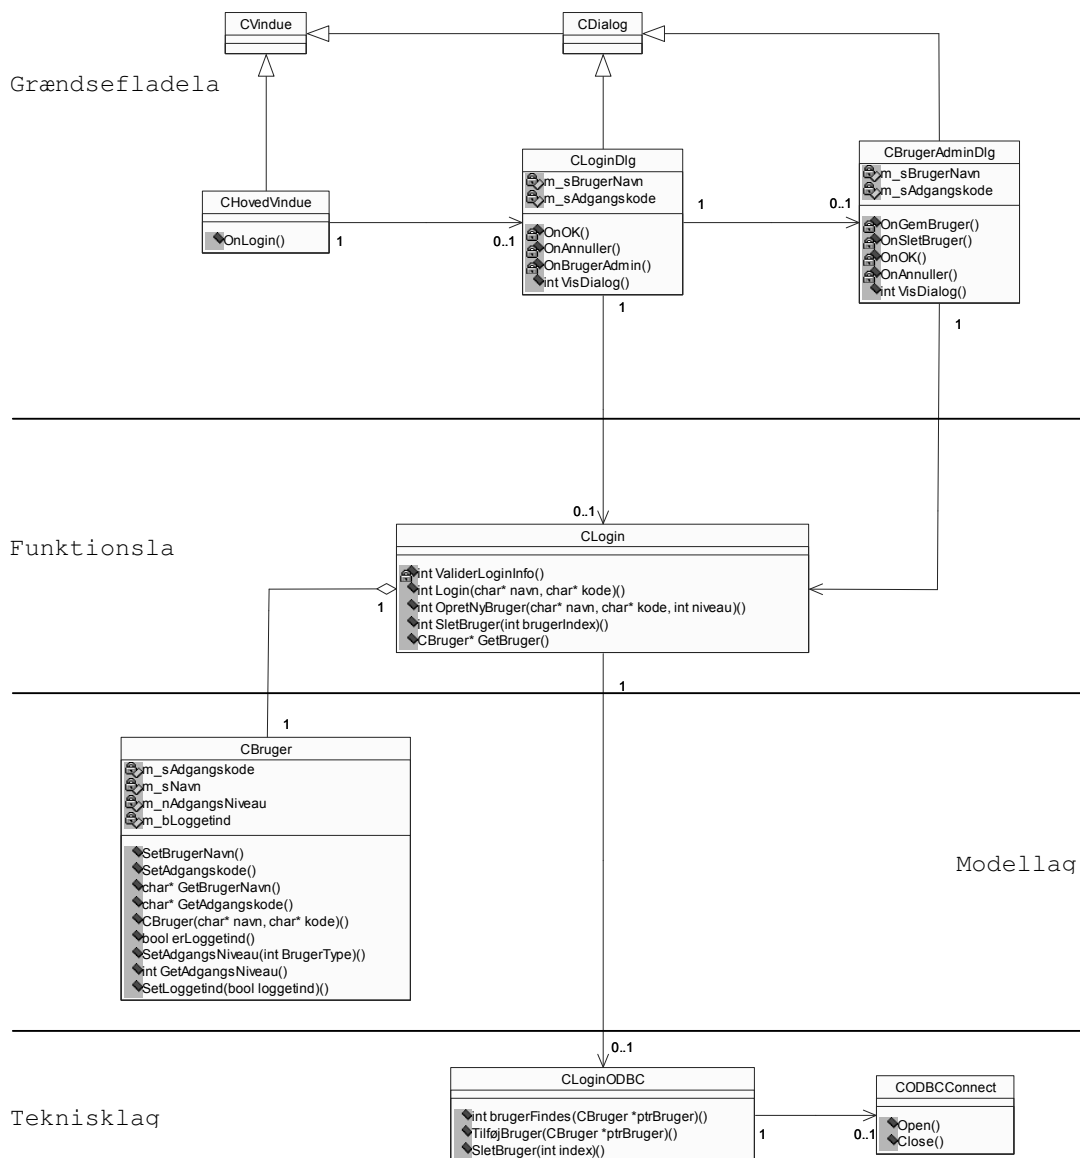 CVindue
CDialog
Grændsefladela
CLoginDlg
m_sBrugerNavn
m_sAdgangskode
OnOK()
OnAnnuller()
OnBrugerAdmin()
int VisDialog()
CBrugerAdminDlg
m_sBrugerNavn
m_sAdgangskode
OnGemBruger()
OnSletBruger()
OnOK()
OnAnnuller()
int VisDialog()
CHovedVindue
OnLogin()
1
0..1
1
0..1
1
1
0..1
Funktionsla
CLogin
int ValiderLoginInfo()
int Login(char* navn, char* kode)()
int OpretNyBruger(char* navn, char* kode, int niveau)()
int SletBruger(int brugerIndex)()
CBruger* GetBruger()
1
1
1
CBruger
m_sAdgangskode
m_sNavn
m_nAdgangsNiveau
m_bLoggetind
SetBrugerNavn()
SetAdgangskode()
char* GetBrugerNavn()
char* GetAdgangskode()
CBruger(char* navn, char* kode)()
bool erLoggetind()
SetAdgangsNiveau(int BrugerType)()
int GetAdgangsNiveau()
SetLoggetind(bool loggetind)()
Modellag
0..1
CLoginODBC
int brugerFindes(CBruger *ptrBruger)()
TilføjBruger(CBruger *ptrBruger)()
SletBruger(int index)()
1
0..1
CODBCConnect
Open()
Close()
Teknisklag